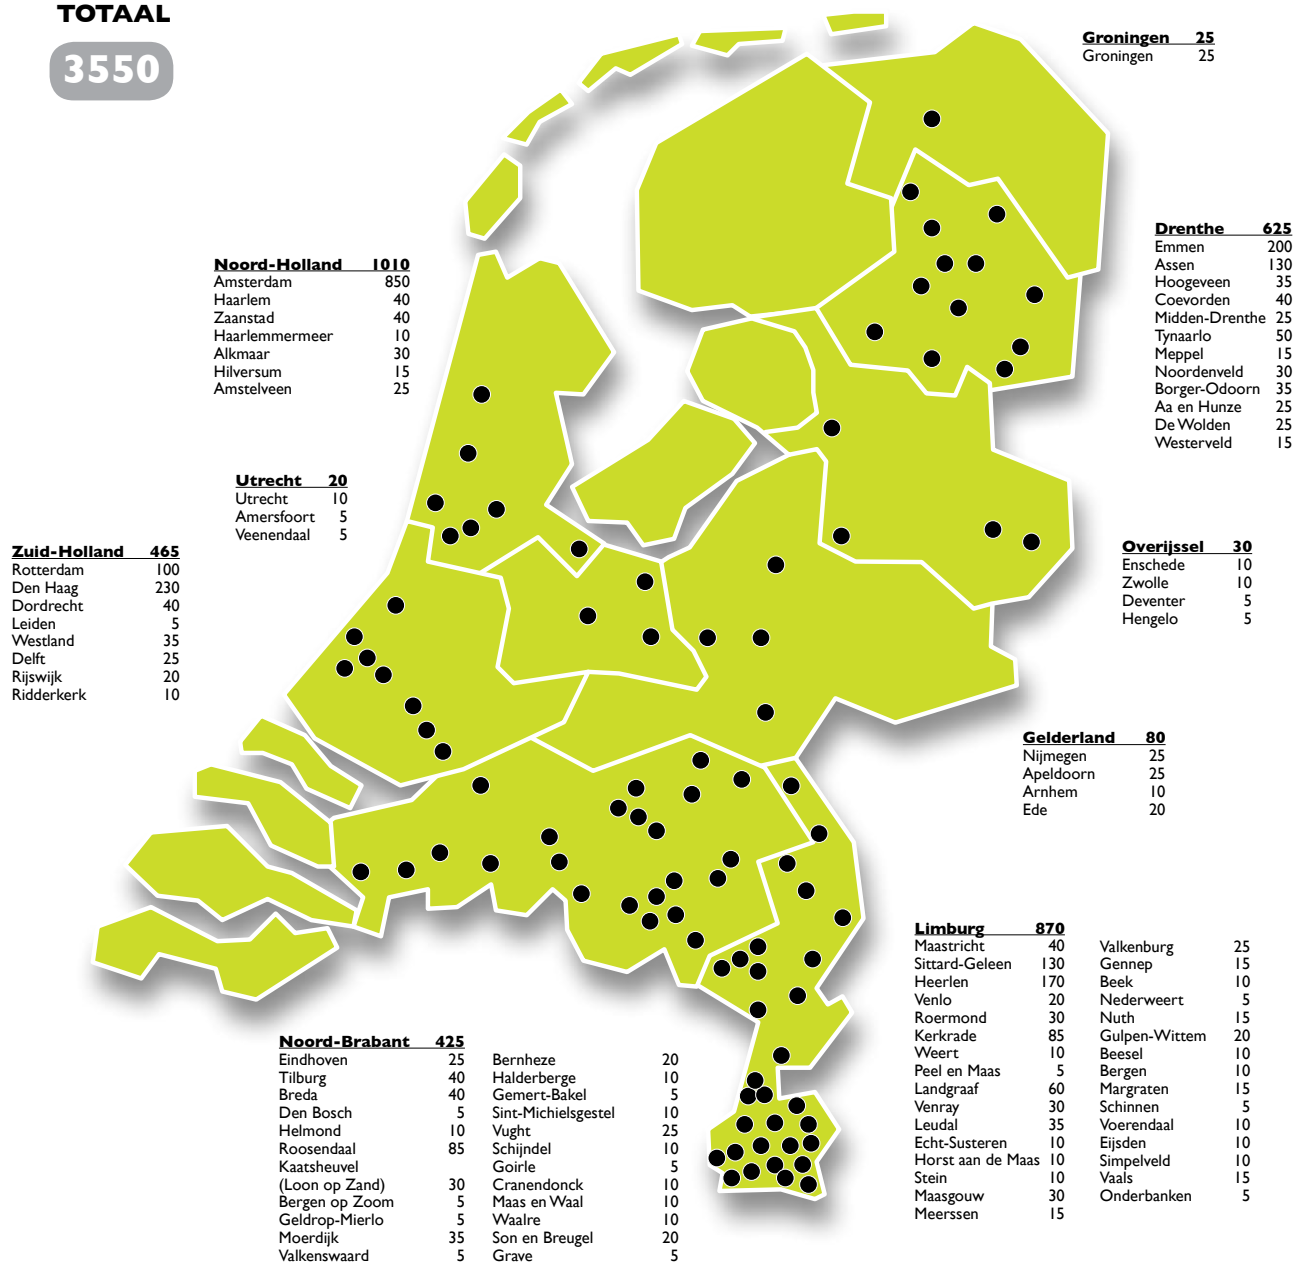 TOTAAL
3550
Groningen 25
Groningen 25
Drenthe 625
Emmen 200
Assen 130
Hoogeveen 35
Coevorden 40
Midden-Drenthe 25
Tynaarlo 50
Meppel 15
Noordenveld 30
Borger-Odoorn 35
Aa en Hunze 25
De Wolden 25
Westerveld 15
Noord-Holland 1010
Amsterdam 850
Haarlem 40
Zaanstad 40
Haarlemmermeer 10
Alkmaar 30
Hilversum 15
Amstelveen 25
Utrecht 20
Utrecht 10
Amersfoort 5
Veenendaal 5
Zuid-Holland 465
Rotterdam 100
Den Haag 230
Dordrecht 40
Leiden 5
Westland 35
Delft 25
Rijswijk 20
Ridderkerk 10
Overijssel 30
Enschede 10
Zwolle 10
Deventer 5
Hengelo 5
Gelderland 80
Nijmegen 25
Apeldoorn 25
Arnhem 10
Ede 20
Limburg 870
Maastricht 40
Sittard-Geleen 130
Heerlen 170
Venlo 20
Roermond 30
Kerkrade 85
Weert 10
Peel en Maas 5
Landgraaf 60
Venray 30
Leudal 35
Echt-Susteren 10
Horst aan de Maas 10
Stein 10
Maasgouw 30
Meerssen 15
Valkenburg 25
Gennep 15
Beek 10
Nederweert 5
Nuth 15
Gulpen-Wittem 20
Beesel 10
Bergen 10
Margraten 15
Schinnen 5
Voerendaal 10
Eijsden 10
Simpelveld 10
Vaals 15
Onderbanken 5
Noord-Brabant 425
Eindhoven 25
Tilburg 40
Breda 40
Den Bosch 5
Helmond 10
Roosendaal 85
Kaatsheuvel
(Loon op Zand) 30
Bergen op Zoom 5
Geldrop-Mierlo 5
Moerdijk 35
Valkenswaard 5
Bernheze 20
Halderberge 10
Gemert-Bakel 5
Sint-Michielsgestel 10
Vught 25
Schijndel 10
Goirle 5
Cranendonck 10
Maas en Waal 10
Waalre 10
Son en Breugel 20
Grave 5